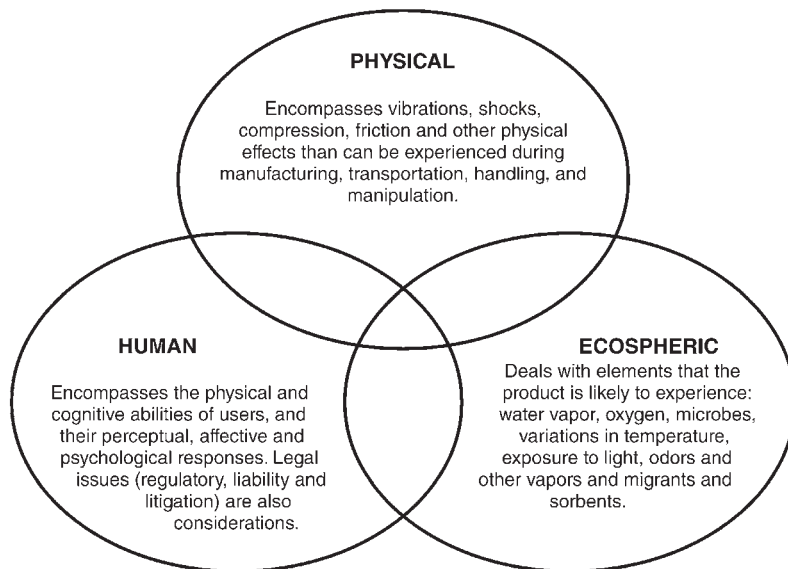 PHYSICAL
Encompasses vibrations, shocks,
compression, friction and other physical
effects than can be experienced during
manufacturing, transportation, handling, and
manipulation.
HUMAN
Encompasses the physical and
cognitive abilities of users, and
their perceptual, affective and
psychological responses. Legal
issues (regulatory, liability and
litigation) are also
considerations.
ECOSPHERIC
Deals with elements that the
product is likely to experience:
water vapor, oxygen, microbes,
variations in temperature,
exposure to light, odors and
other vapors and migrants and
sorbents.